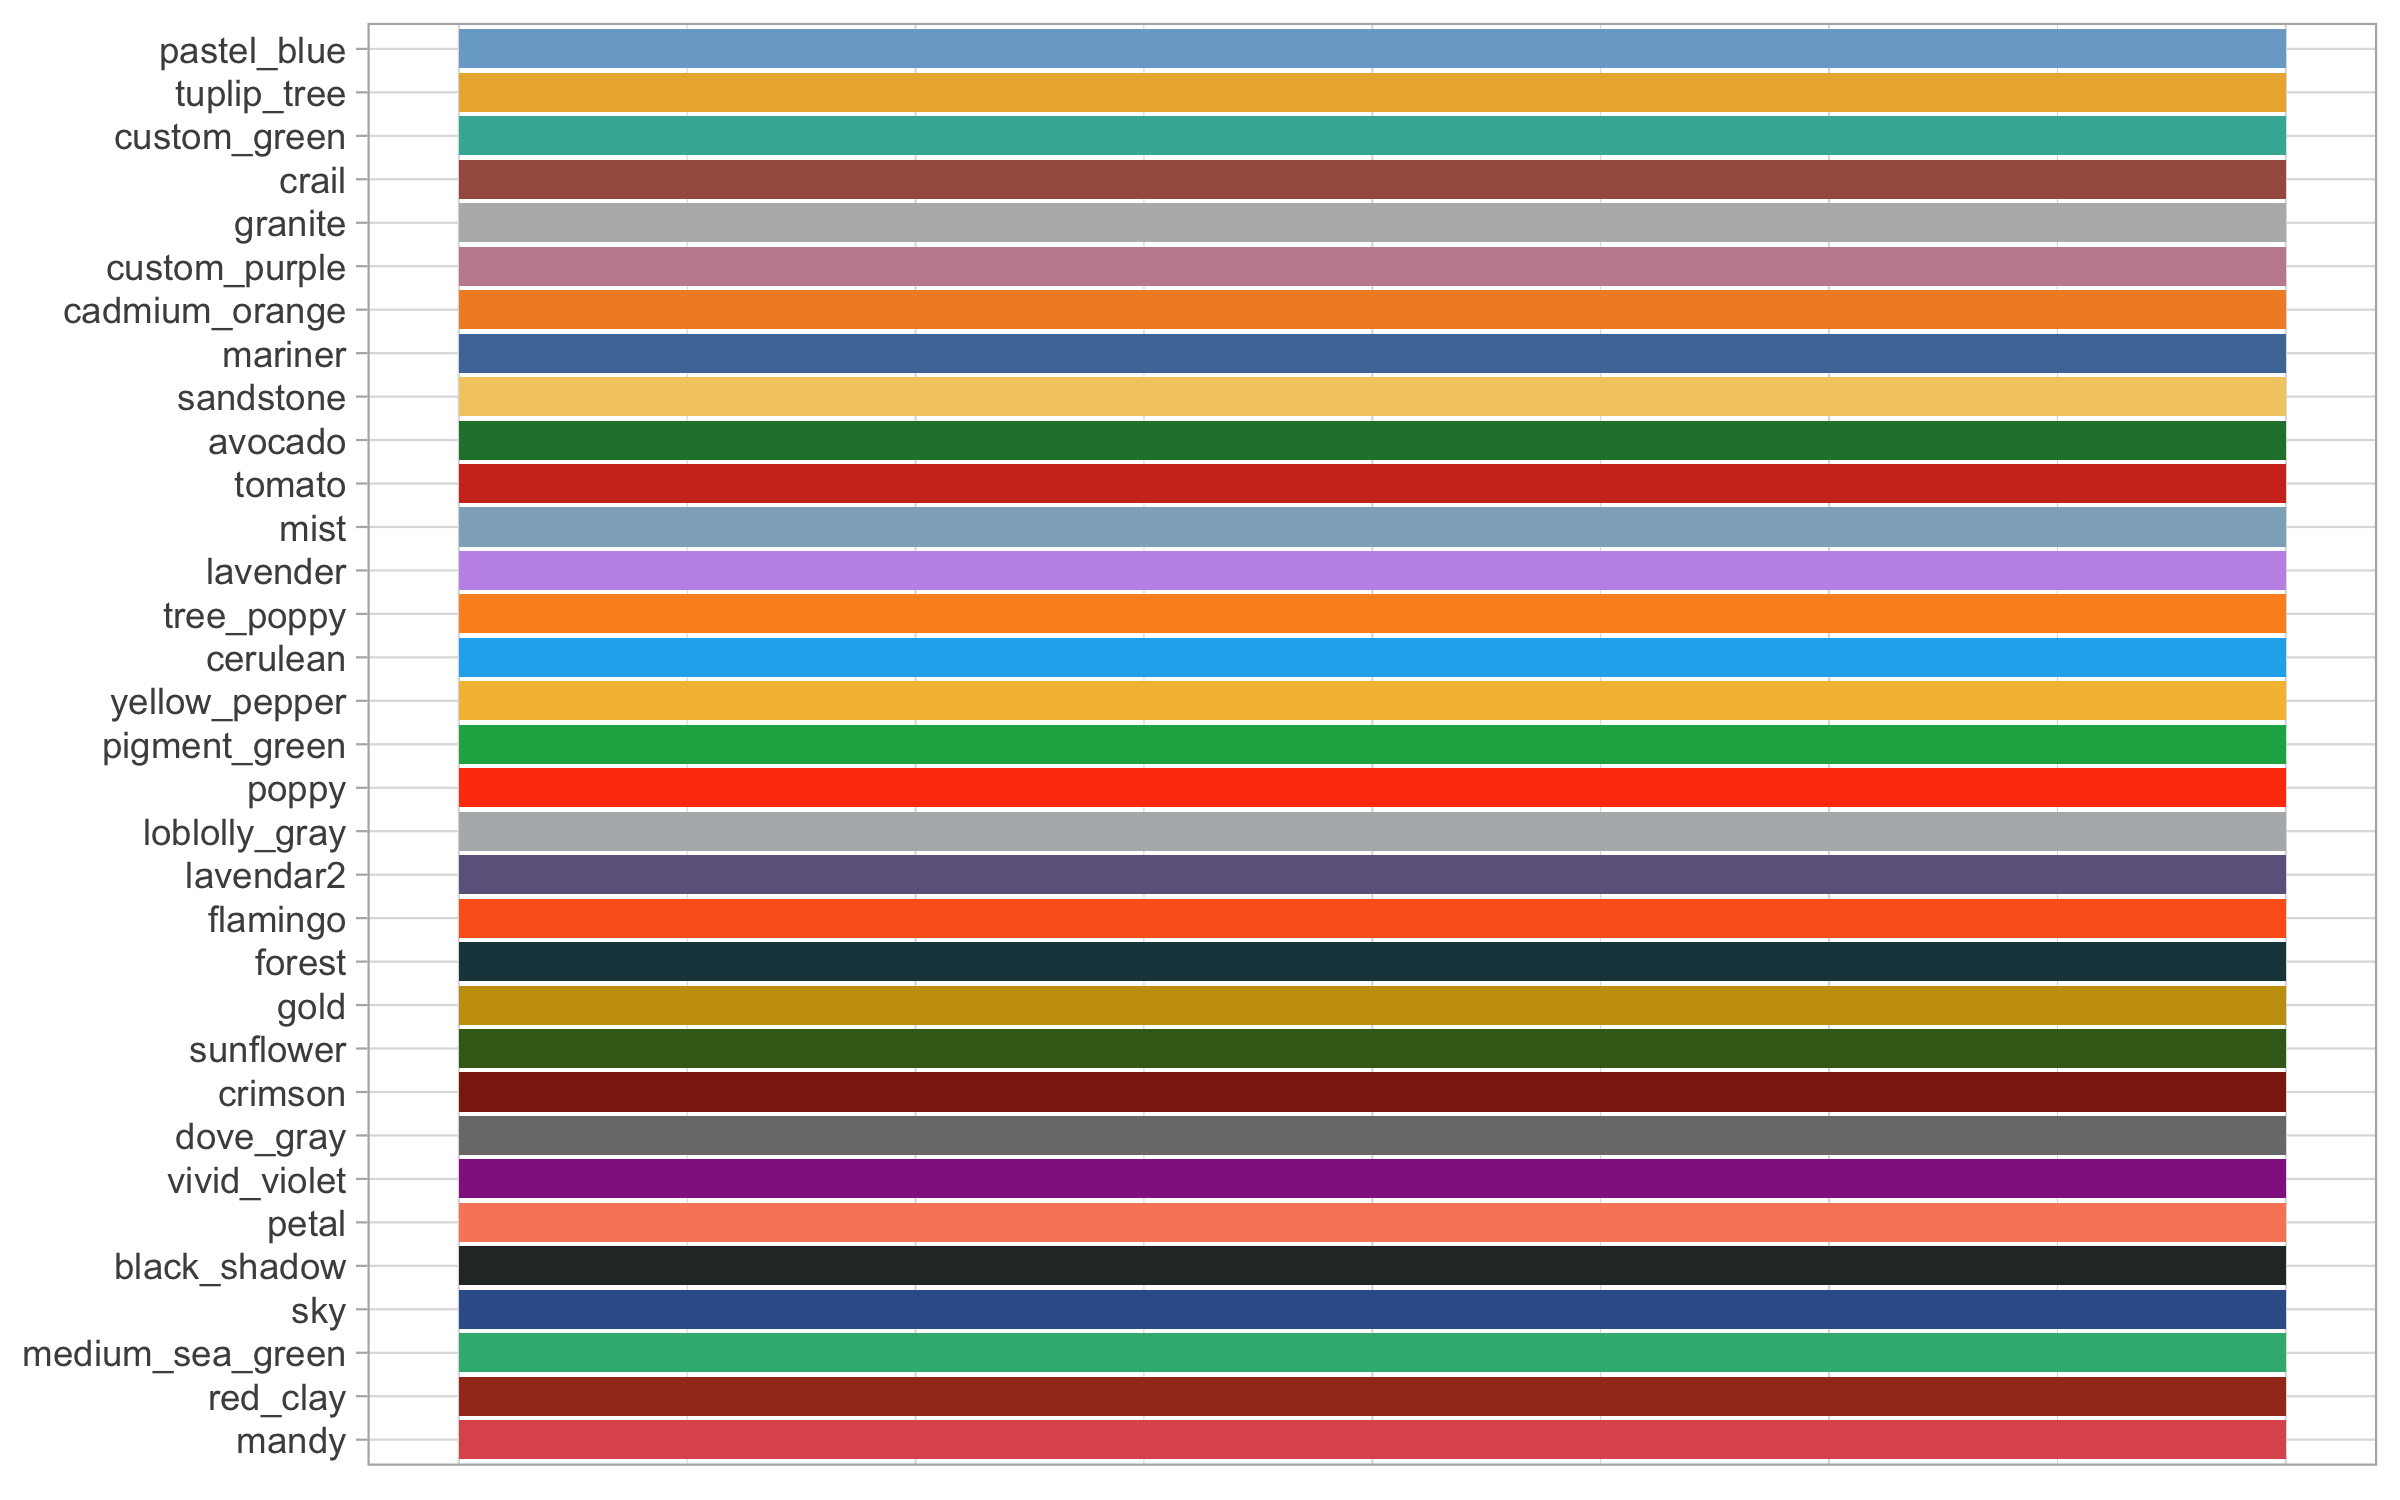 pastel_blue
tuplip_tree
custom_green
crail
granite
custom_purple
cadmium_orange
mariner
sandstone
avocado
tomato
mist
lavender
tree_poppy
cerulean
yellow_pepper
pigment_green
poppy
loblolly_gray
lavendar2
flamingo
forest
gold
sunflower
crimson
dove_gray
vivid_violet
petal
black_shadow
sky
medium_sea_green
red_clay
mandy